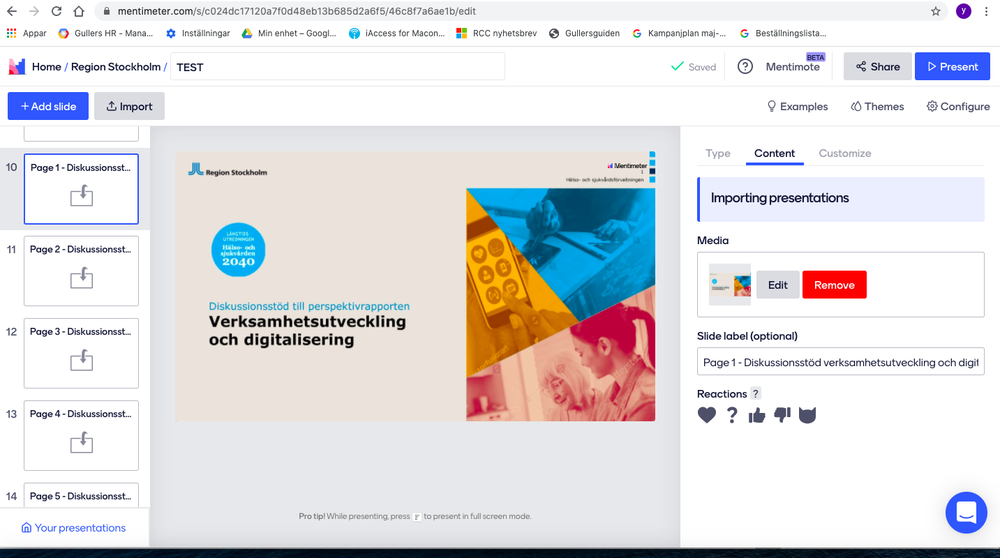 mentimeter.com/s/c024dc17120a7f0d48eb13b685d2a6f5/46c8f7a6ae1b/edit
y
Appar
Gullers HR - Mana...
Inställningar
Min enhet – Googl...
iAccess for Macon...
RCC nyhetsbrev
Gullersguiden
Kampanjplan maj-...
Beställningslista...
Home / Region Stockholm /
TEST
Saved
Mentimote
BETA
Share
Present
+ Add slide
Import
Examples
Themes
Configure
10
Page 1 - Diskussionsst...
11
Page 2 - Diskussionsst...
12
Page 3 - Diskussionsst...
13
Page 4 - Diskussionsst...
14
Page 5 - Diskussionsst...
Your presentations
Region Stockholm
Mentimeter
1
Hälso- och sjukvårdsförvaltningen
LÅNGTIDS-
UTREDNINGEN
Hälso- och
sjukvården
2040
Diskussionsstöd till perspektivrapporten
Verksamhetsutveckling
och digitalisering
Pro tip! While presenting, press F to present in full screen mode.
Type
Content
Customize
Importing presentations
Media
Edit
Remove
Slide label (optional)
Page 1 - Diskussionsstöd verksamhetsutveckling och digit
Reactions ?